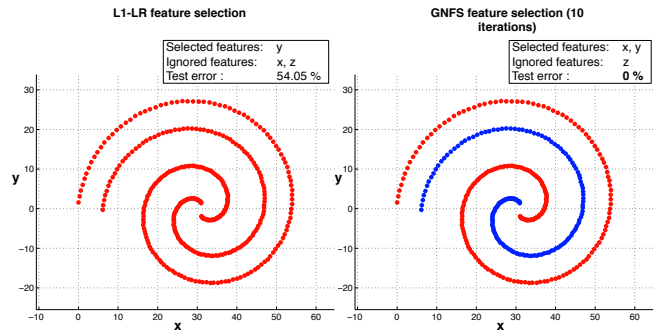 L1-LR feature selection
Selected features: y
Ignored features: x, z
Test error : 54.05 %
30
20
10
y
0
−10
−20
−10 0 10 20 30 40 50 60
x
GNFS feature selection (10
iterations)
Selected features: x, y
Ignored features: z
Test error : 0 %
30
20
10
y
0
−10
−20
−10 0 10 20 30 40 50 60
x